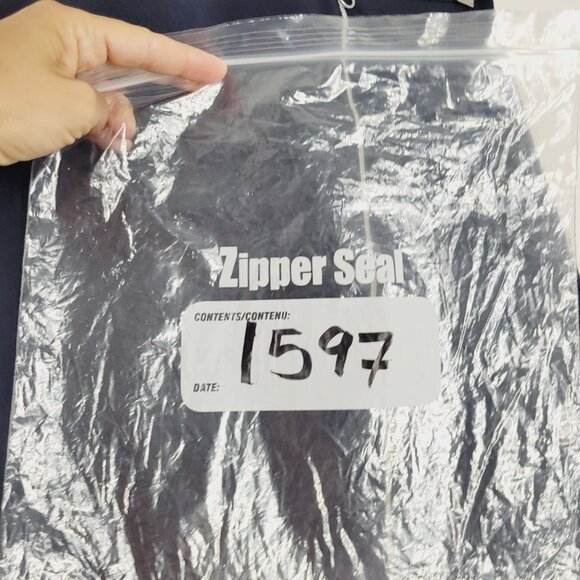 Zipper Seal
CONTENTS/CONTENU:
1597
DATE: